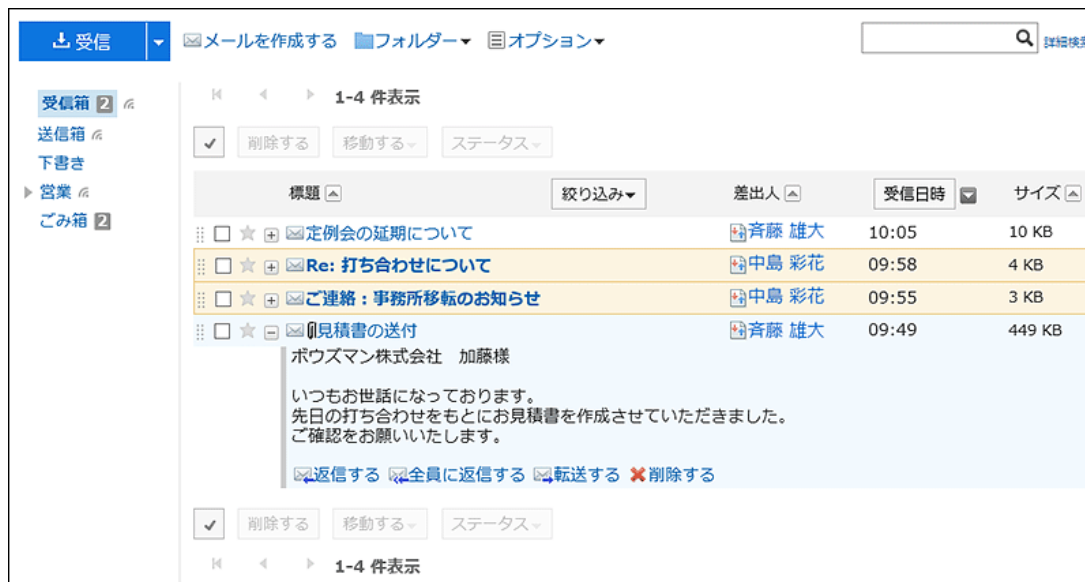 受信 メールを作成する フォルダー オプション 詳細検索
受信箱 2
送信箱
下書き
営業
ごみ箱 2
1-4 件表示
削除する 移動する ステータス
標題 絞り込み 差出人 受信日時 サイズ
定例会の延期について 斉藤 雄大 10:05 10 KB
Re: 打ち合わせについて 中島 彩花 09:58 4 KB
ご連絡：事務所移転のお知らせ 中島 彩花 09:55 3 KB
見積書の送付 斉藤 雄大 09:49 449 KB
ボウズマン株式会社　加藤様
いつもお世話になっております。
先日の打ち合わせをもとにお見積書を作成させていただきました。
ご確認をお願いいたします。
返信する 全員に返信する 転送する 削除する
削除する 移動する ステータス
1-4 件表示